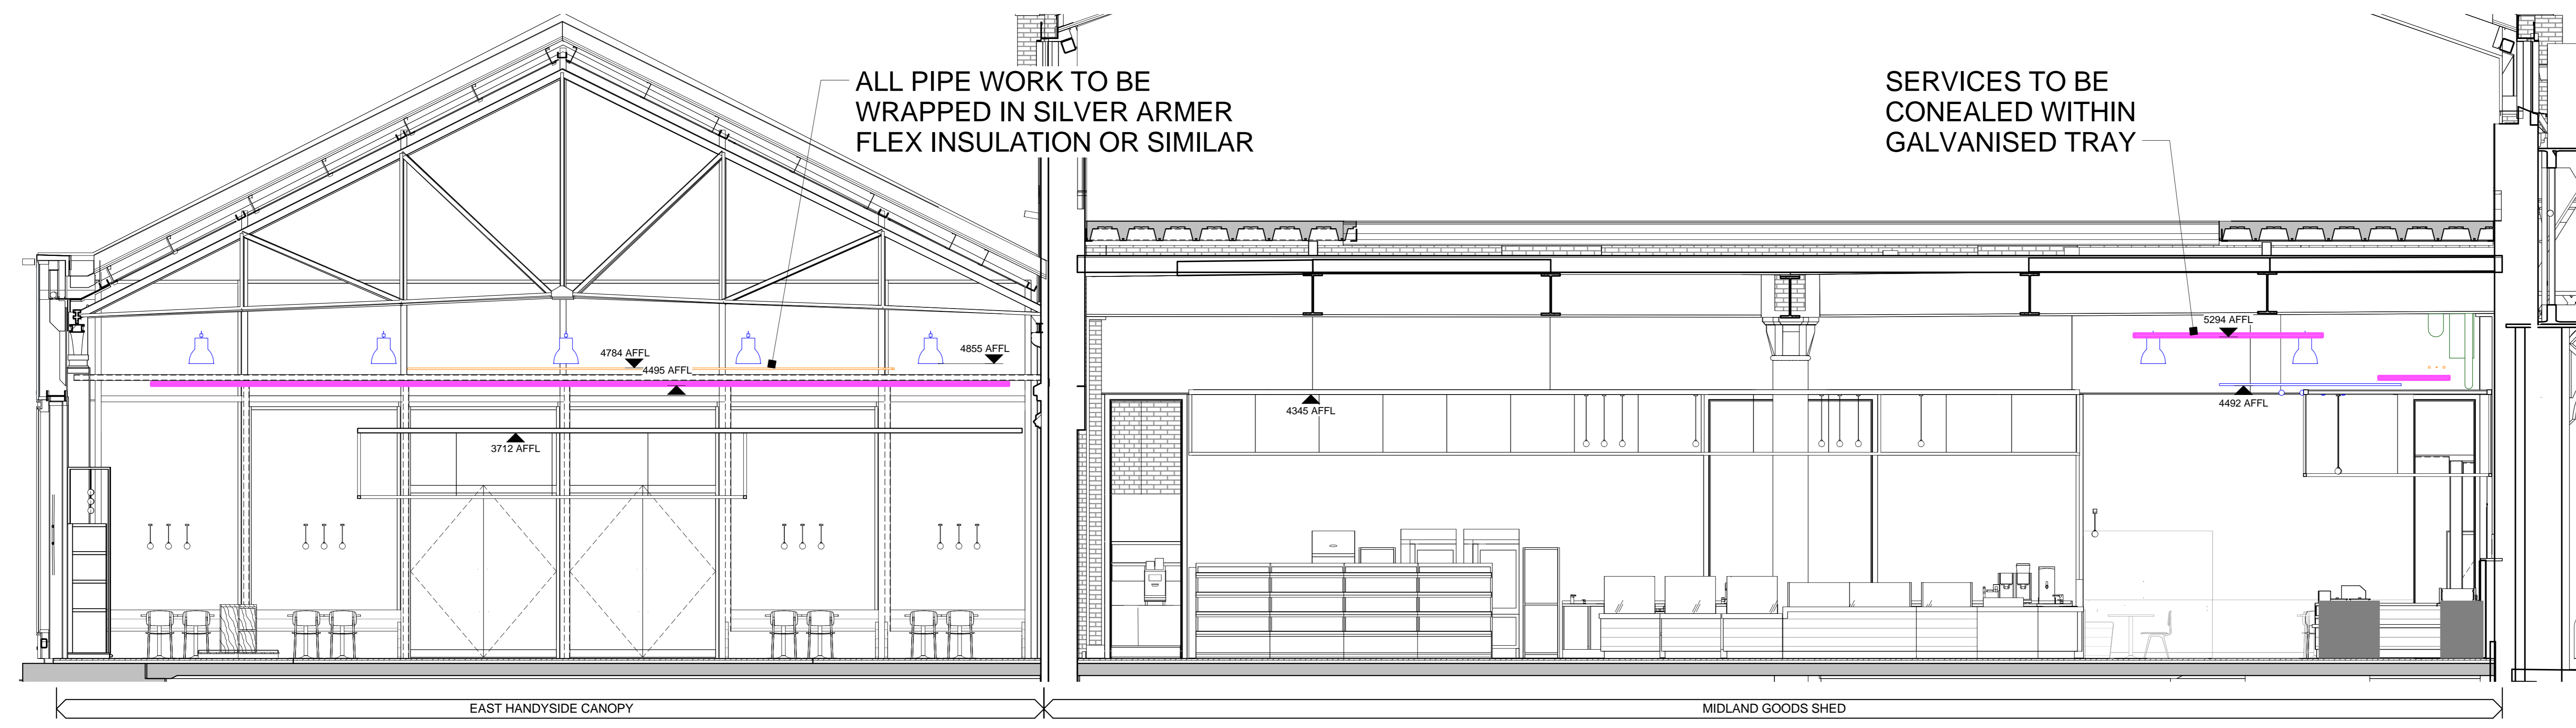 ALL PIPE WORK TO BE
WRAPPED IN SILVER ARMER
FLEX INSULATION OR SIMILAR
SERVICES TO BE
CONEALED WITHIN
GALVANISED TRAY
4784 AFFL
4855 AFFL
4495 AFFL
3712 AFFL
5294 AFFL
4345 AFFL
4492 AFFL
EAST HANDYSIDE CANOPY
MIDLAND GOODS SHED